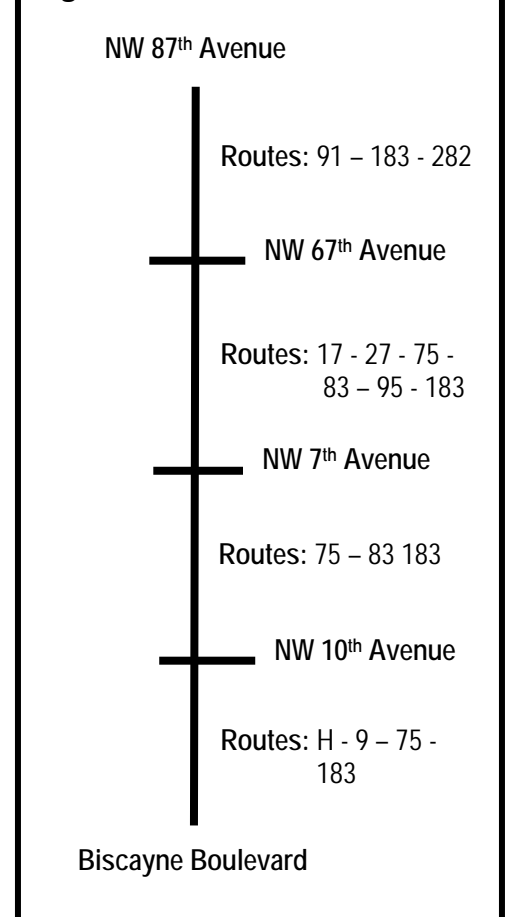 NW 87th Avenue
Routes: 91 – 183 - 282
NW 67th Avenue
Routes: 17 - 27 - 75 -
83 – 95 - 183
NW 7th Avenue
Routes: 75 – 83 183
NW 10th Avenue
Routes: H - 9 – 75 -
183
Biscayne Boulevard